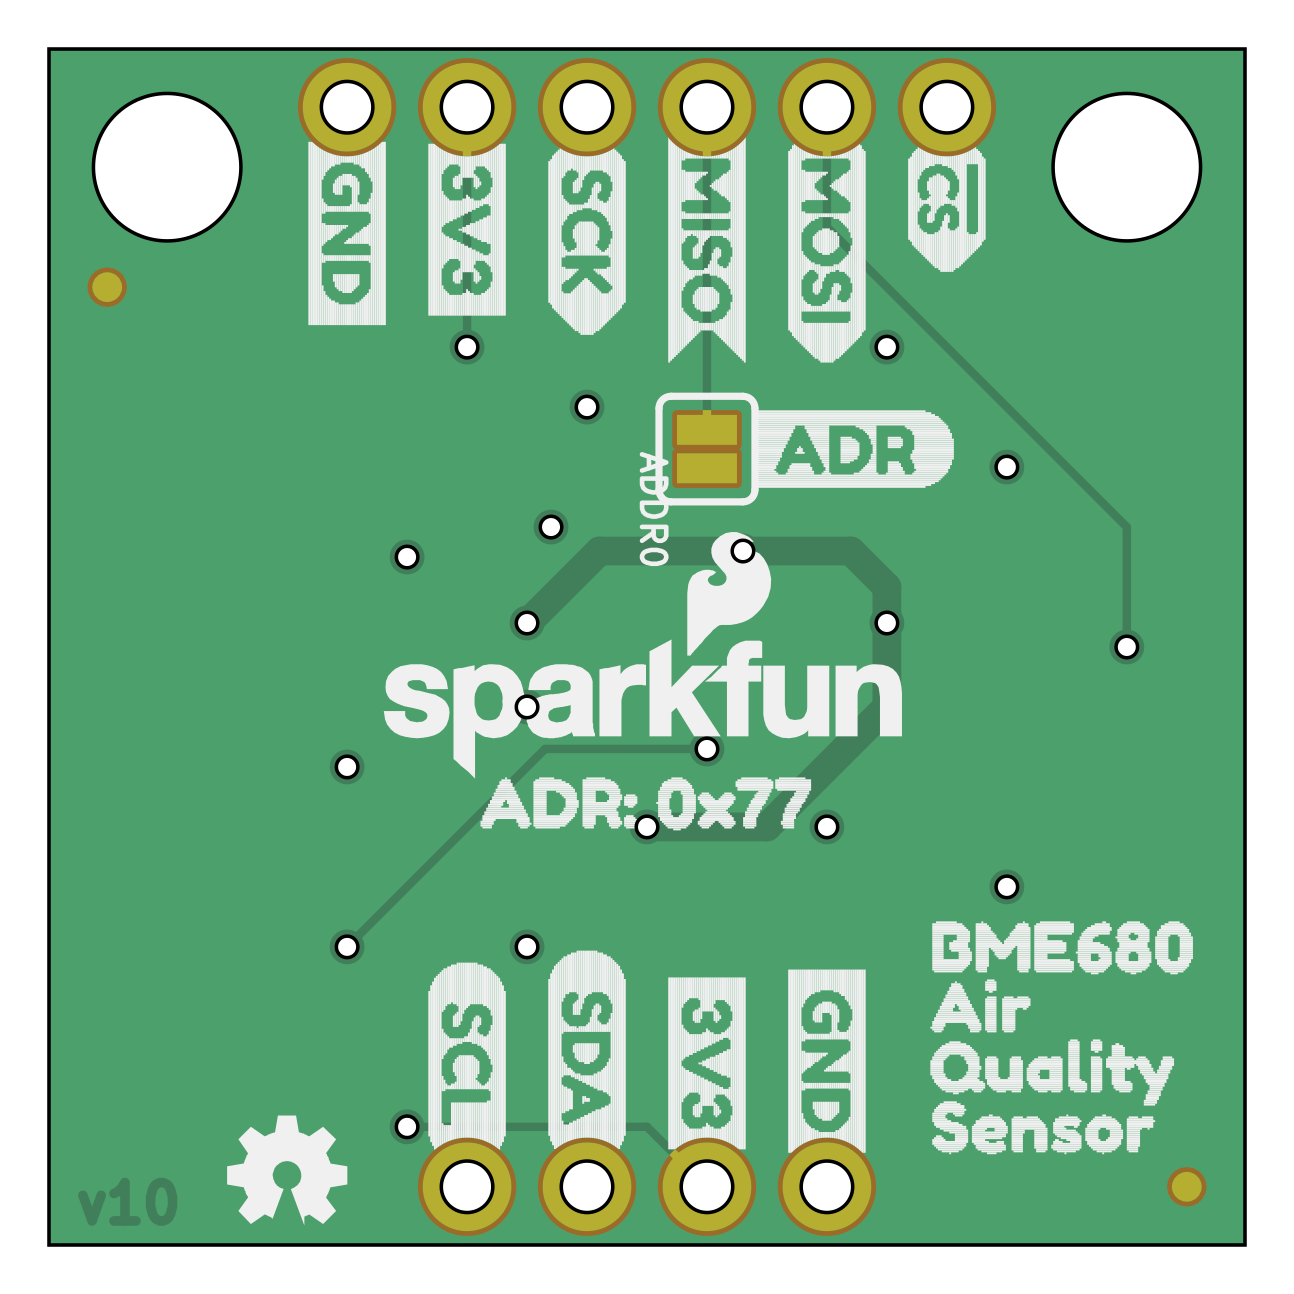 GND
3V3
SCK
MISO
MOSI
CS
ADR
ADDR0
sparkfun
ADR: 0x77
BME680
Air
Quality
Sensor
SCL
SDA
3V3
GND
v10